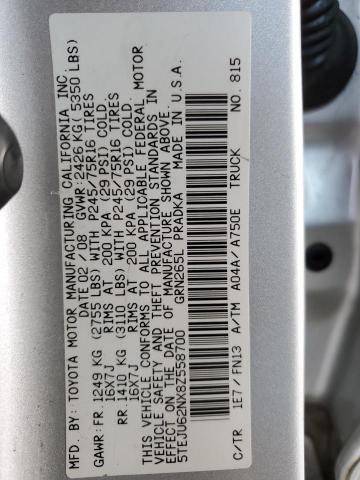 MFD. BY: TOYOTA MOTOR MANUFACTURING CALIFORNIA INC.
DATE 02 / 08 GVWR: 2426 KG( 5350 LBS)
GAWR: FR. 1249 KG (2755 LBS) WITH P245/75R16 TIRES
16X7J RIMS AT 200 KPA (29 PSI) COLD
RR. 1410 KG (3110 LBS) WITH P245/75R16 TIRES
16X7J RIMS AT 200 KPA (29 PSI) COLD
THIS VEHICLE CONFORMS TO ALL APPLICABLE FEDERAL MOTOR
VEHICLE SAFETY AND THEFT PREVENTION STANDARDS IN
EFFECT ON THE DATE OF MANUFACTURE SHOWN ABOVE.
5TEJU62NX8Z558700 GRN265L PRADKA MADE IN U.S.A.
C/TR 1E7 / FN13 A/TM A04A/ A750E TRUCK NO. 815